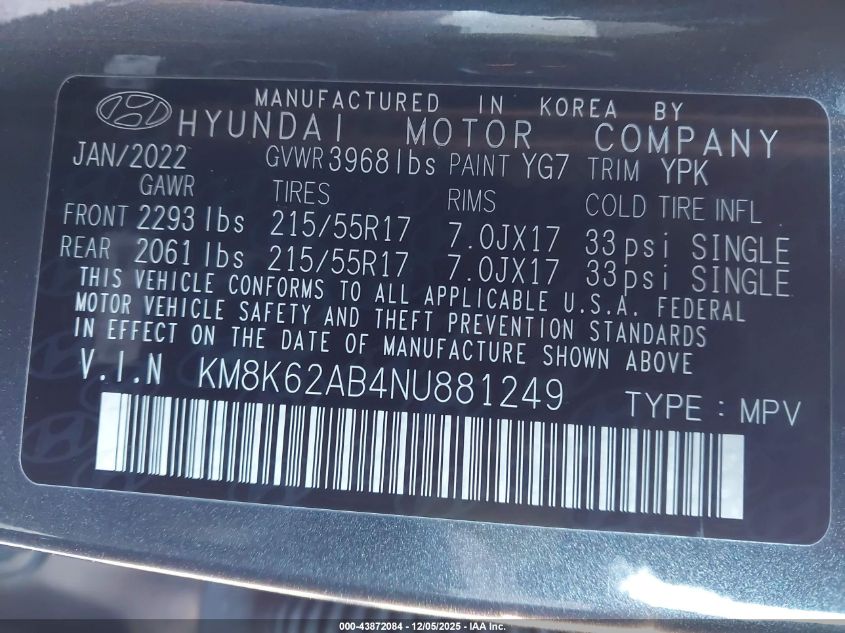 MANUFACTURED IN KOREA BY
HYUNDAI MOTOR COMPANY
JAN/2022 GVWR 3968 lbs PAINT YG7 TRIM YPK
GAWR TIRES RIMS COLD TIRE INFL
FRONT 2293 lbs 215/55R17 7.0JX17 33psi SINGLE
REAR 2061 lbs 215/55R17 7.0JX17 33psi SINGLE
THIS VEHICLE CONFORMS TO ALL APPLICABLE U.S.A. FEDERAL
MOTOR VEHICLE SAFETY AND THEFT PREVENTION STANDARDS
IN EFFECT ON THE DATE OF MANUFACTURE SHOWN ABOVE.
V.I.N KM8K62AB4NU881249 TYPE : MPV
000-43872084 - 12/05/2025 - IAA Inc.